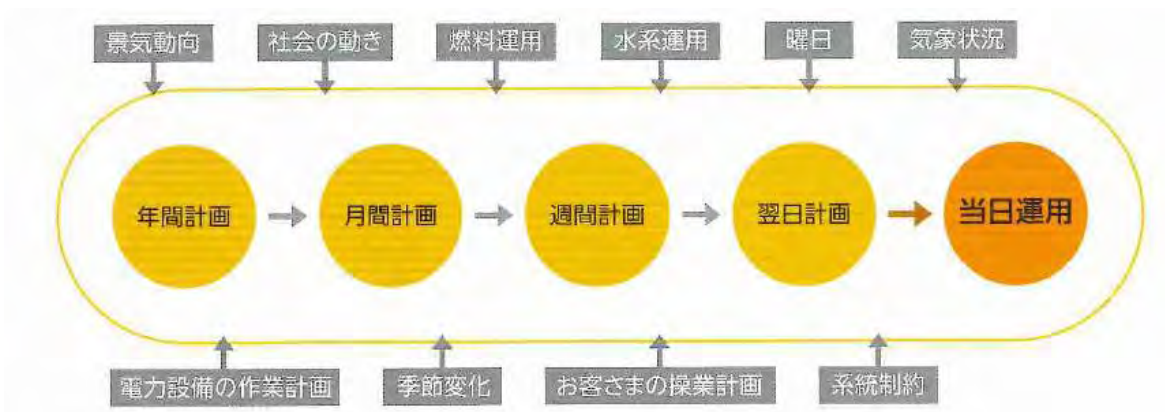 景気動向
社会の動き
燃料運用
水系運用
曜日
気象状況
年間計画
月間計画
週間計画
翌日計画
当日運用
電力設備の作業計画
季節変化
お客さまの操業計画
系統制約